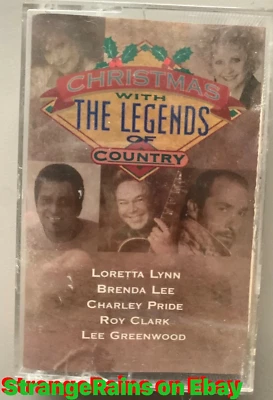 CHRISTMAS
WITH
THE LEGENDS
OF
COUNTRY
LORETTA LYNN
BRENDA LEE
CHARLEY PRIDE
ROY CLARK
LEE GREENWOOD
StrangeRains on Ebay